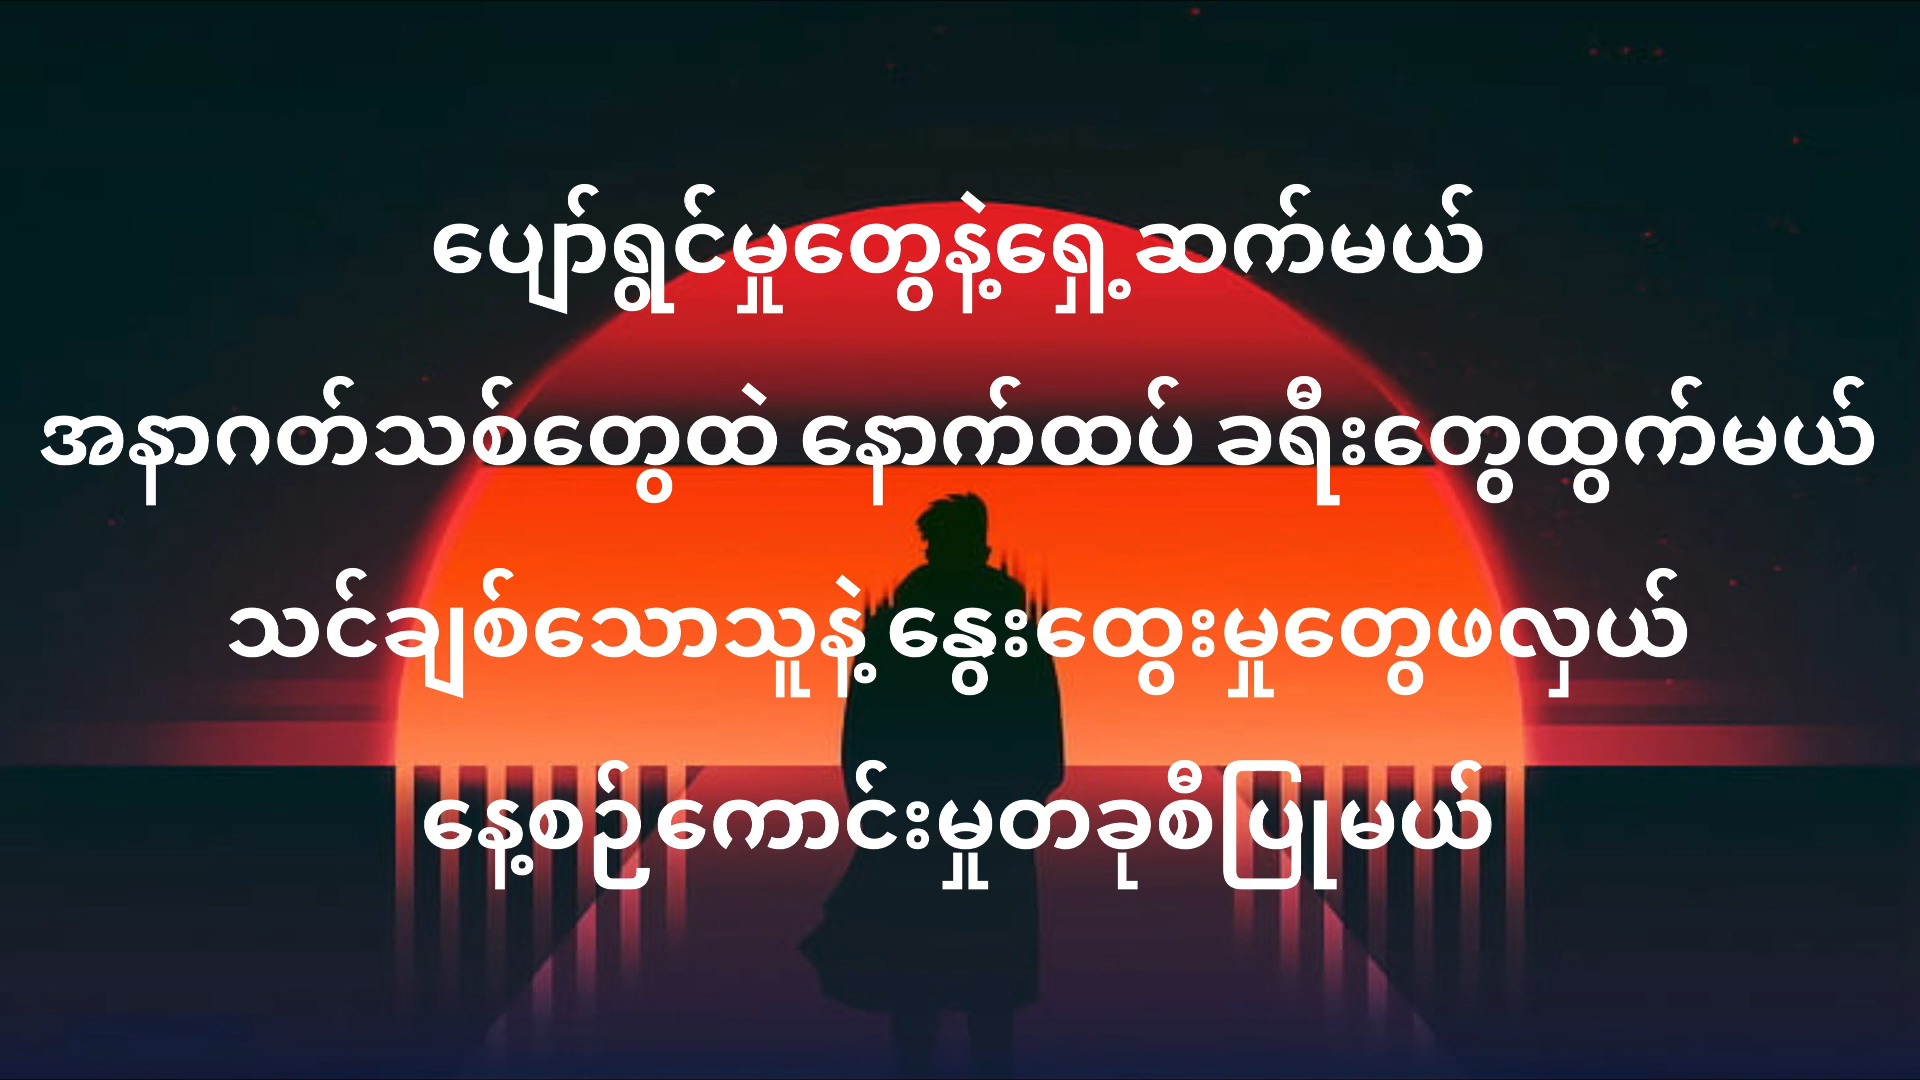 ပျော်ရွှင်မှုတွေနဲ့ရှေ့ဆက်မယ်
အနာဂတ်သစ်တွေထဲ နောက်ထပ် ခရီးတွေထွက်မယ်
သင်ချစ်သောသူနဲ့ နွေးထွေးမှုတွေဖလှယ်
နေ့စဉ်ကောင်းမှုတခုစီပြုမယ်